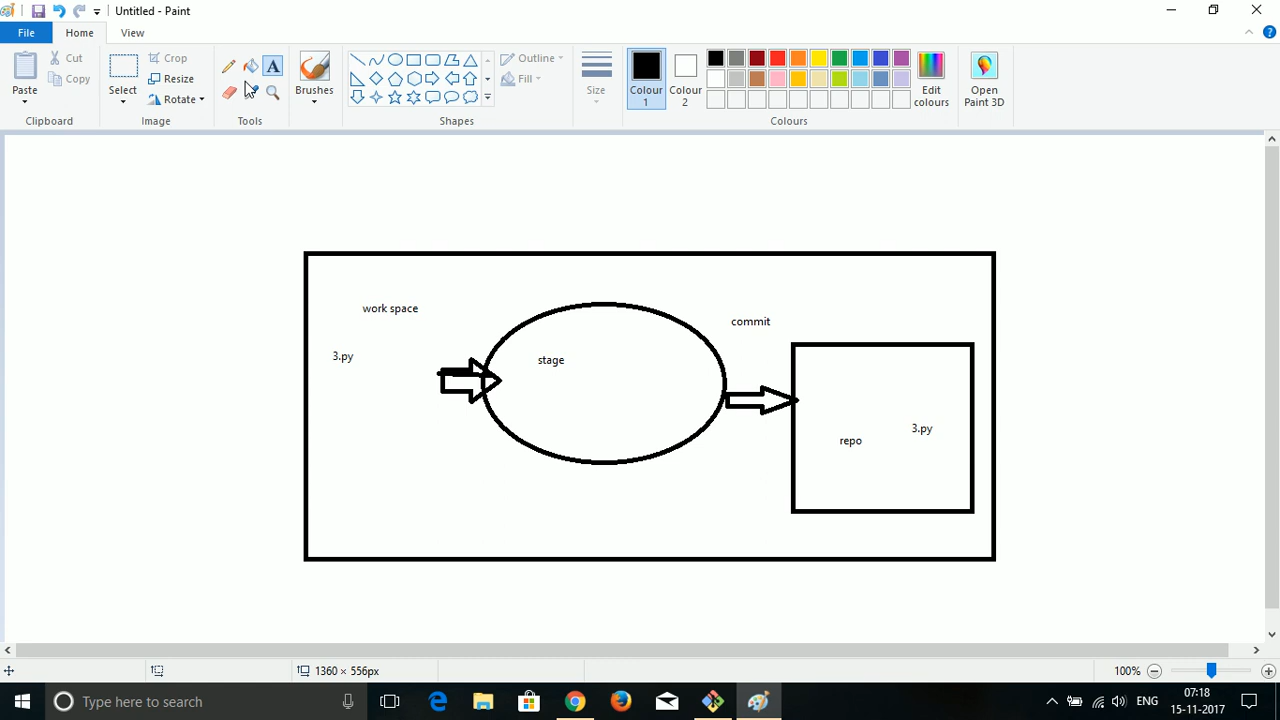 Untitled - Paint
File
Home
View
Paste
Cut
Copy
Clipboard
Select
Crop
Resize
Rotate
Image
A
Tools
Brushes
Outline
Fill
Shapes
Size
Colour 1
Colour 2
Edit colours
Colours
Open Paint 3D
work space
3.py
stage
commit
repo
3.py
1360 × 556px
100%
Type here to search
ENG
07:18
15-11-2017